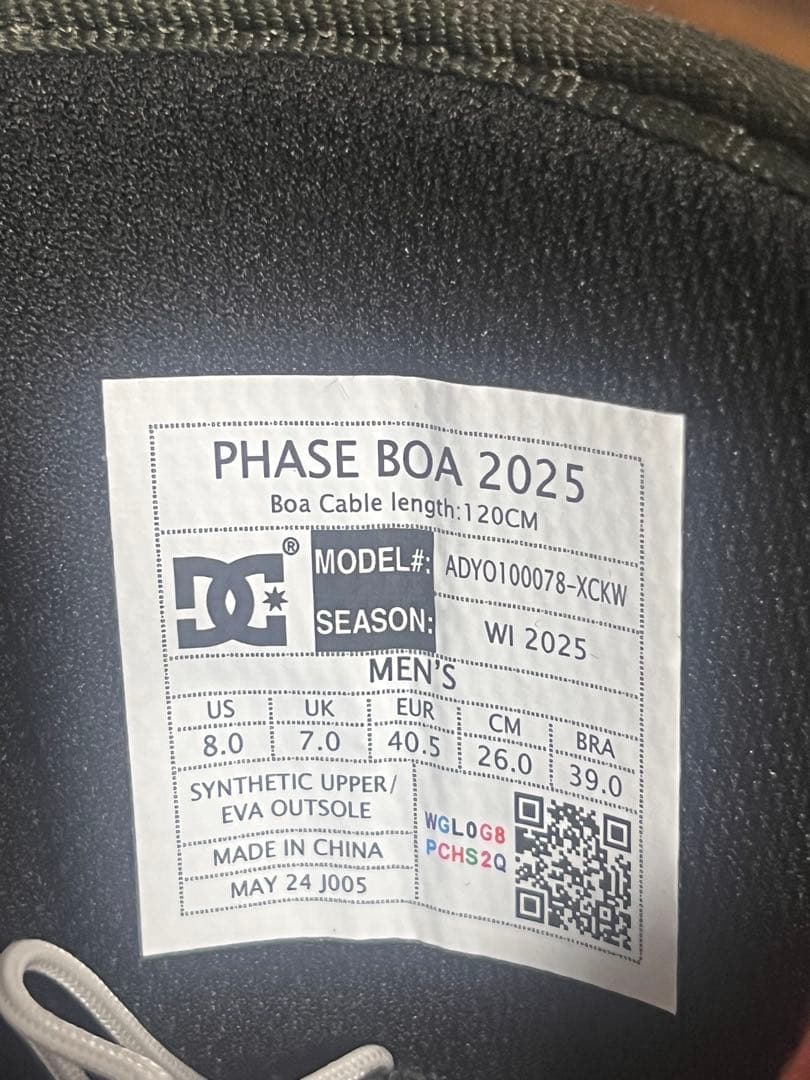 PHASE BOA 2025
Boa Cable length:120CM
DC®
MODEL#: ADYO100078-XCKW
SEASON: WI 2025
MEN'S
US UK EUR CM BRA
8.0 7.0 40.5 26.0 39.0
SYNTHETIC UPPER/
EVA OUTSOLE
MADE IN CHINA
MAY 24 J005
WGL0G8
PCHS2Q